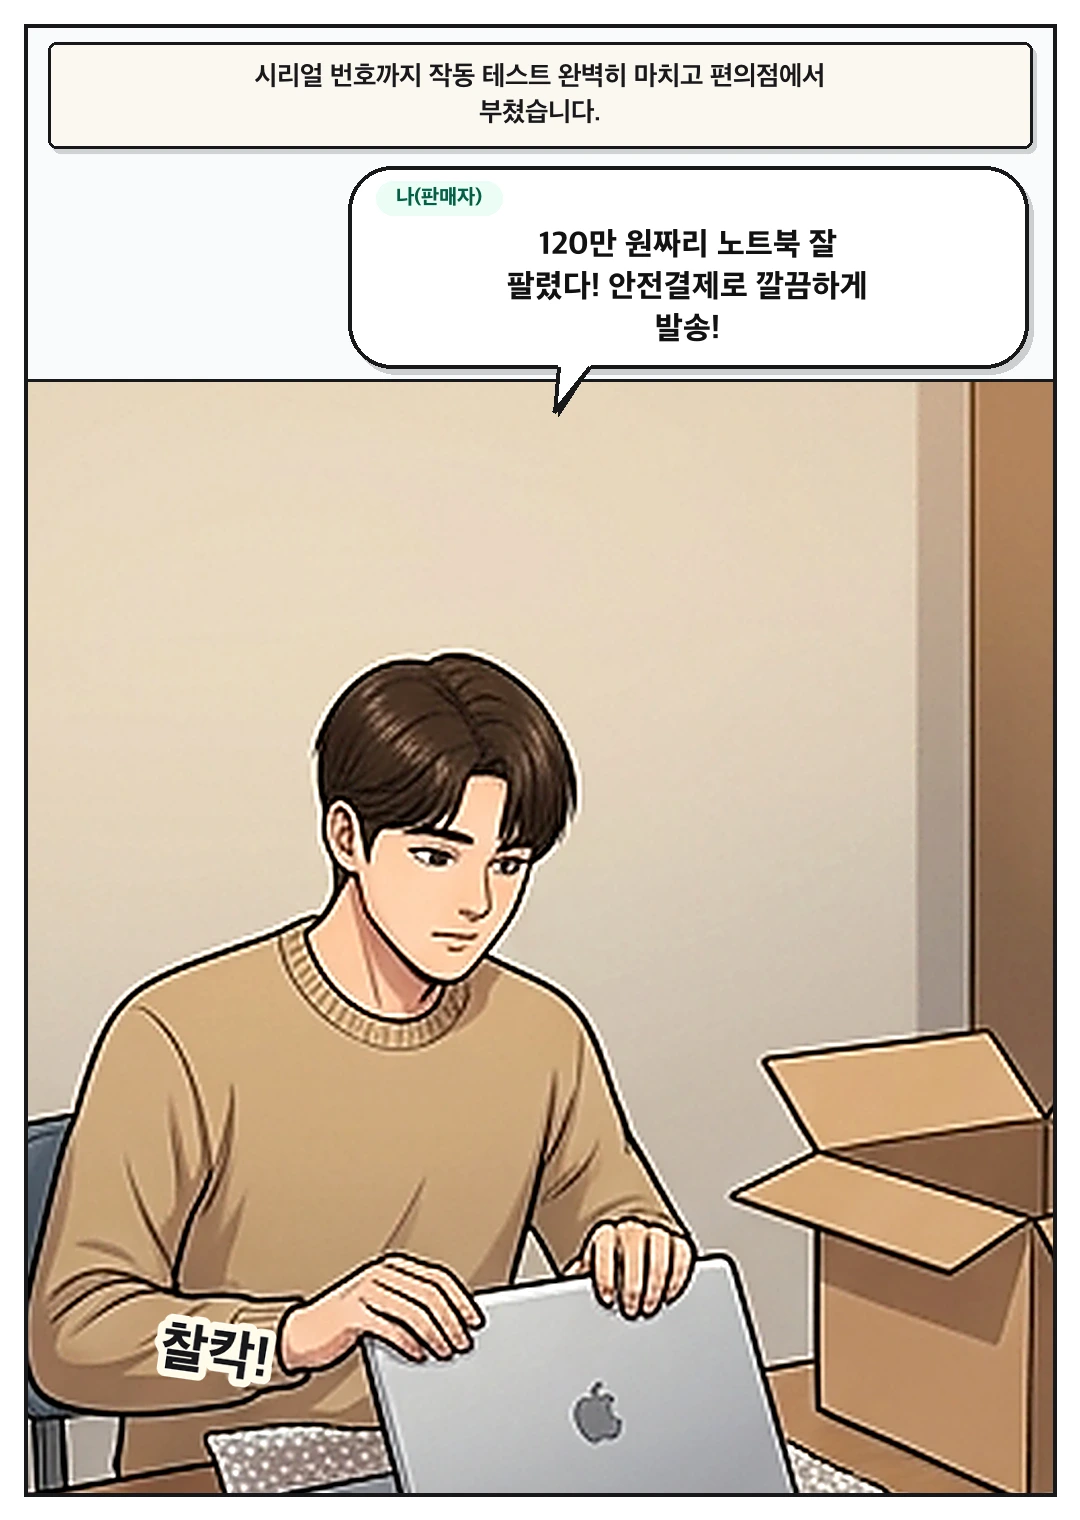 시리얼 번호까지 작동 테스트 완벽히 마치고 편의점에서
부쳤습니다.
나(판매자)
120만 원짜리 노트북 잘
팔렸다! 안전결제로 깔끔하게
발송!
찰칵!